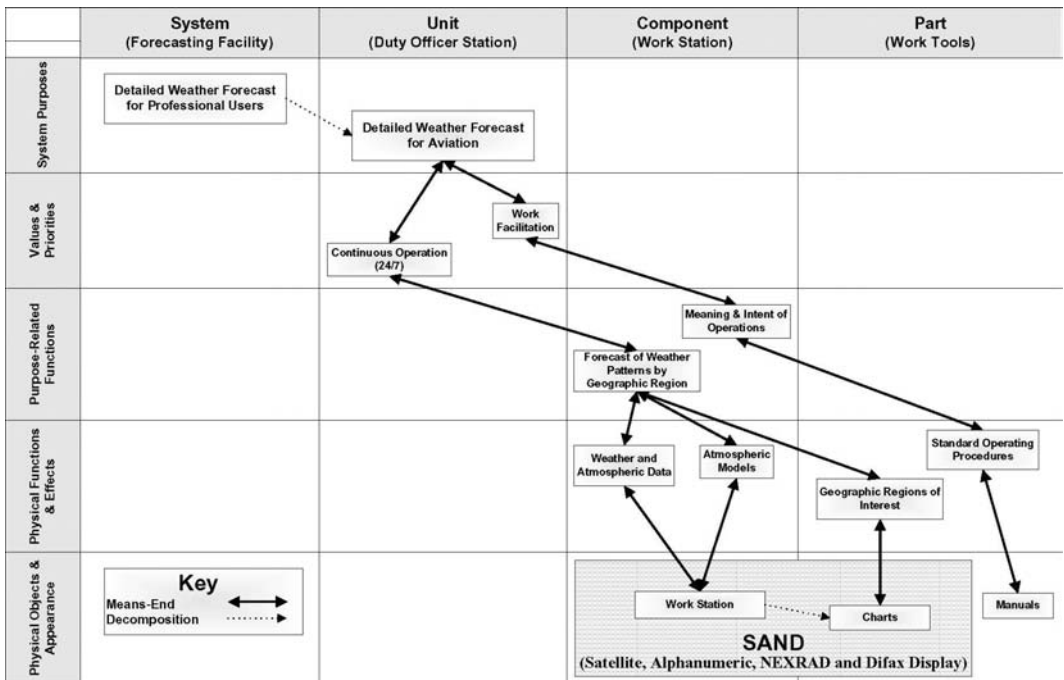 System
(Forecasting Facility)
Unit
(Duty Officer Station)
Component
(Work Station)
Part
(Work Tools)
System Purposes
Detailed Weather Forecast
for Professional Users
Detailed Weather Forecast
for Aviation
Values &
Priorities
Work
Facilitation
Continuous Operation
(24/7)
Purpose-Related
Functions
Meaning & Intent of
Operations
Forecast of Weather
Patterns by
Geographic Region
Physical Functions
& Effects
Weather and
Atmospheric Data
Atmospheric
Models
Standard Operating
Procedures
Geographic Regions of
Interest
Physical Objects &
Appearance
Key
Means-End
Decomposition
Work Station
Charts
Manuals
SAND
(Satellite, Alphanumeric, NEXRAD and Difax Display)